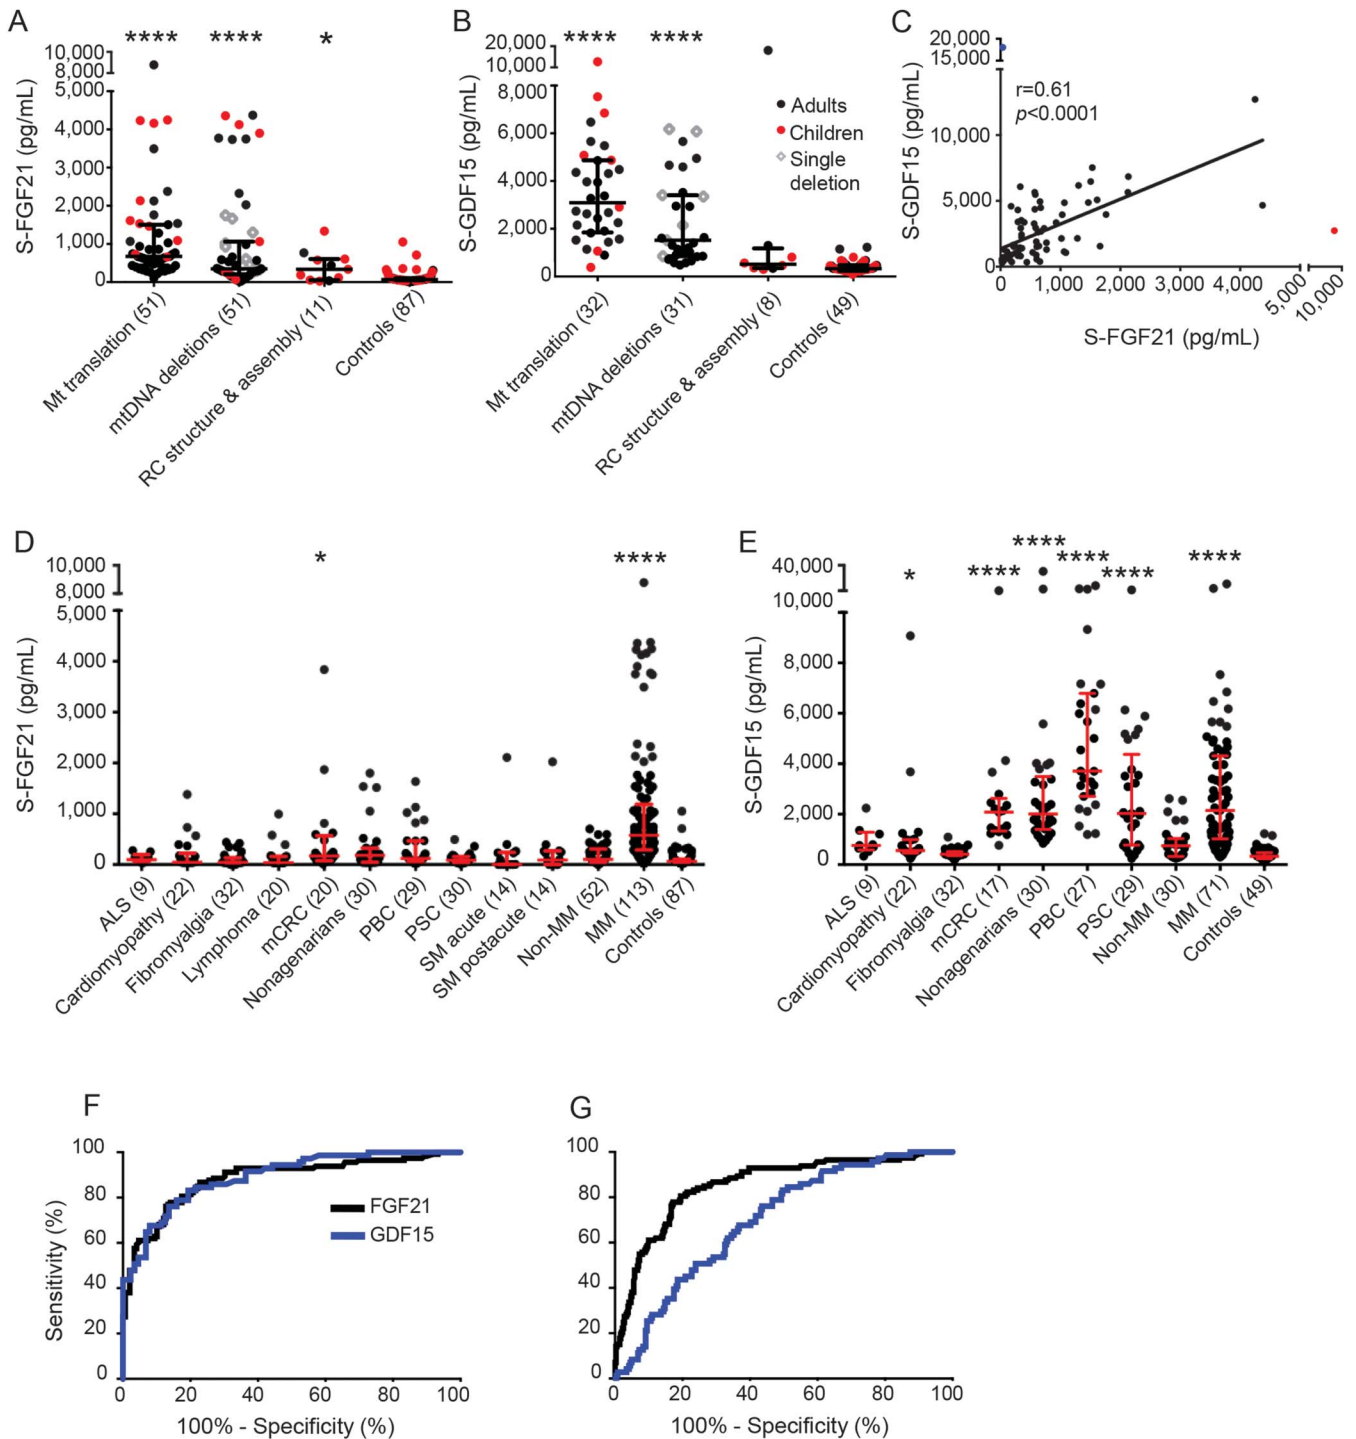 A
****
****
*
S-FGF21 (pg/mL)
10,000
8,000
5,000
4,000
3,000
2,000
1,000
0
Mt translation (51)
mtDNA deletions (51)
RC structure & assembly (11)
Controls (87)
B
****
****
S-GDF15 (pg/mL)
20,000
10,000
8,000
6,000
4,000
2,000
0
Adults
Children
Single
deletion
Mt translation (32)
mtDNA deletions (31)
RC structure & assembly (8)
Controls (49)
C
S-GDF15 (pg/mL)
20,000
15,000
10,000
5,000
0
r=0.61
p<0.0001
0
1,000
2,000
3,000
4,000
5,000
10,000
S-FGF21 (pg/mL)
D
*
****
S-FGF21 (pg/mL)
10,000
8,000
5,000
4,000
3,000
2,000
1,000
0
ALS (9)
Cardiomyopathy (22)
Fibromyalgia (32)
Lymphoma (20)
mCRC (20)
Nonagenarians (30)
PBC (29)
PSC (30)
SM acute (14)
SM postacute (14)
Non-MM (52)
MM (113)
Controls (87)
E
*
****
****
****
****
****
S-GDF15 (pg/mL)
40,000
10,000
8,000
6,000
4,000
2,000
0
ALS (9)
Cardiomyopathy (22)
Fibromyalgia (32)
mCRC (17)
Nonagenarians (30)
PBC (27)
PSC (29)
Non-MM (30)
MM (71)
Controls (49)
F
Sensitivity (%)
100
80
60
40
20
0
FGF21
GDF15
0
20
40
60
80
100
100% - Specificity (%)
G
100
80
60
40
20
0
0
20
40
60
80
100
100% - Specificity (%)